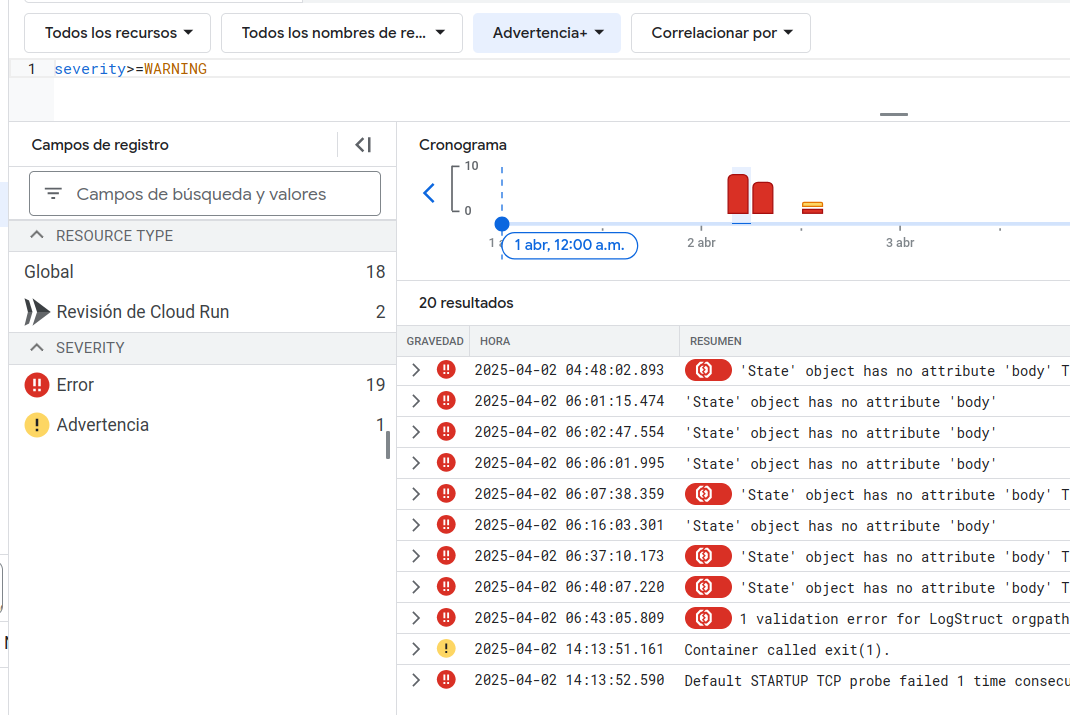 Todos los recursos
Todos los nombres de re...
Advertencia+
Correlacionar por
1 severity>=WARNING
Campos de registro
Campos de búsqueda y valores
RESOURCE TYPE
Global 18
Revisión de Cloud Run 2
SEVERITY
Error 19
Advertencia 1
Cronograma
10
0
1 abr, 12:00 a.m.
2 abr
3 abr
20 resultados
GRAVEDAD HORA RESUMEN
2025-04-02 04:48:02.893 'State' object has no attribute 'body' T
2025-04-02 06:01:15.474 'State' object has no attribute 'body'
2025-04-02 06:02:47.554 'State' object has no attribute 'body'
2025-04-02 06:06:01.995 'State' object has no attribute 'body'
2025-04-02 06:07:38.359 'State' object has no attribute 'body' T
2025-04-02 06:16:03.301 'State' object has no attribute 'body'
2025-04-02 06:37:10.173 'State' object has no attribute 'body' T
2025-04-02 06:40:07.220 'State' object has no attribute 'body' T
2025-04-02 06:43:05.809 1 validation error for LogStruct orgpath
2025-04-02 14:13:51.161 Container called exit(1).
2025-04-02 14:13:52.590 Default STARTUP TCP probe failed 1 time consecu